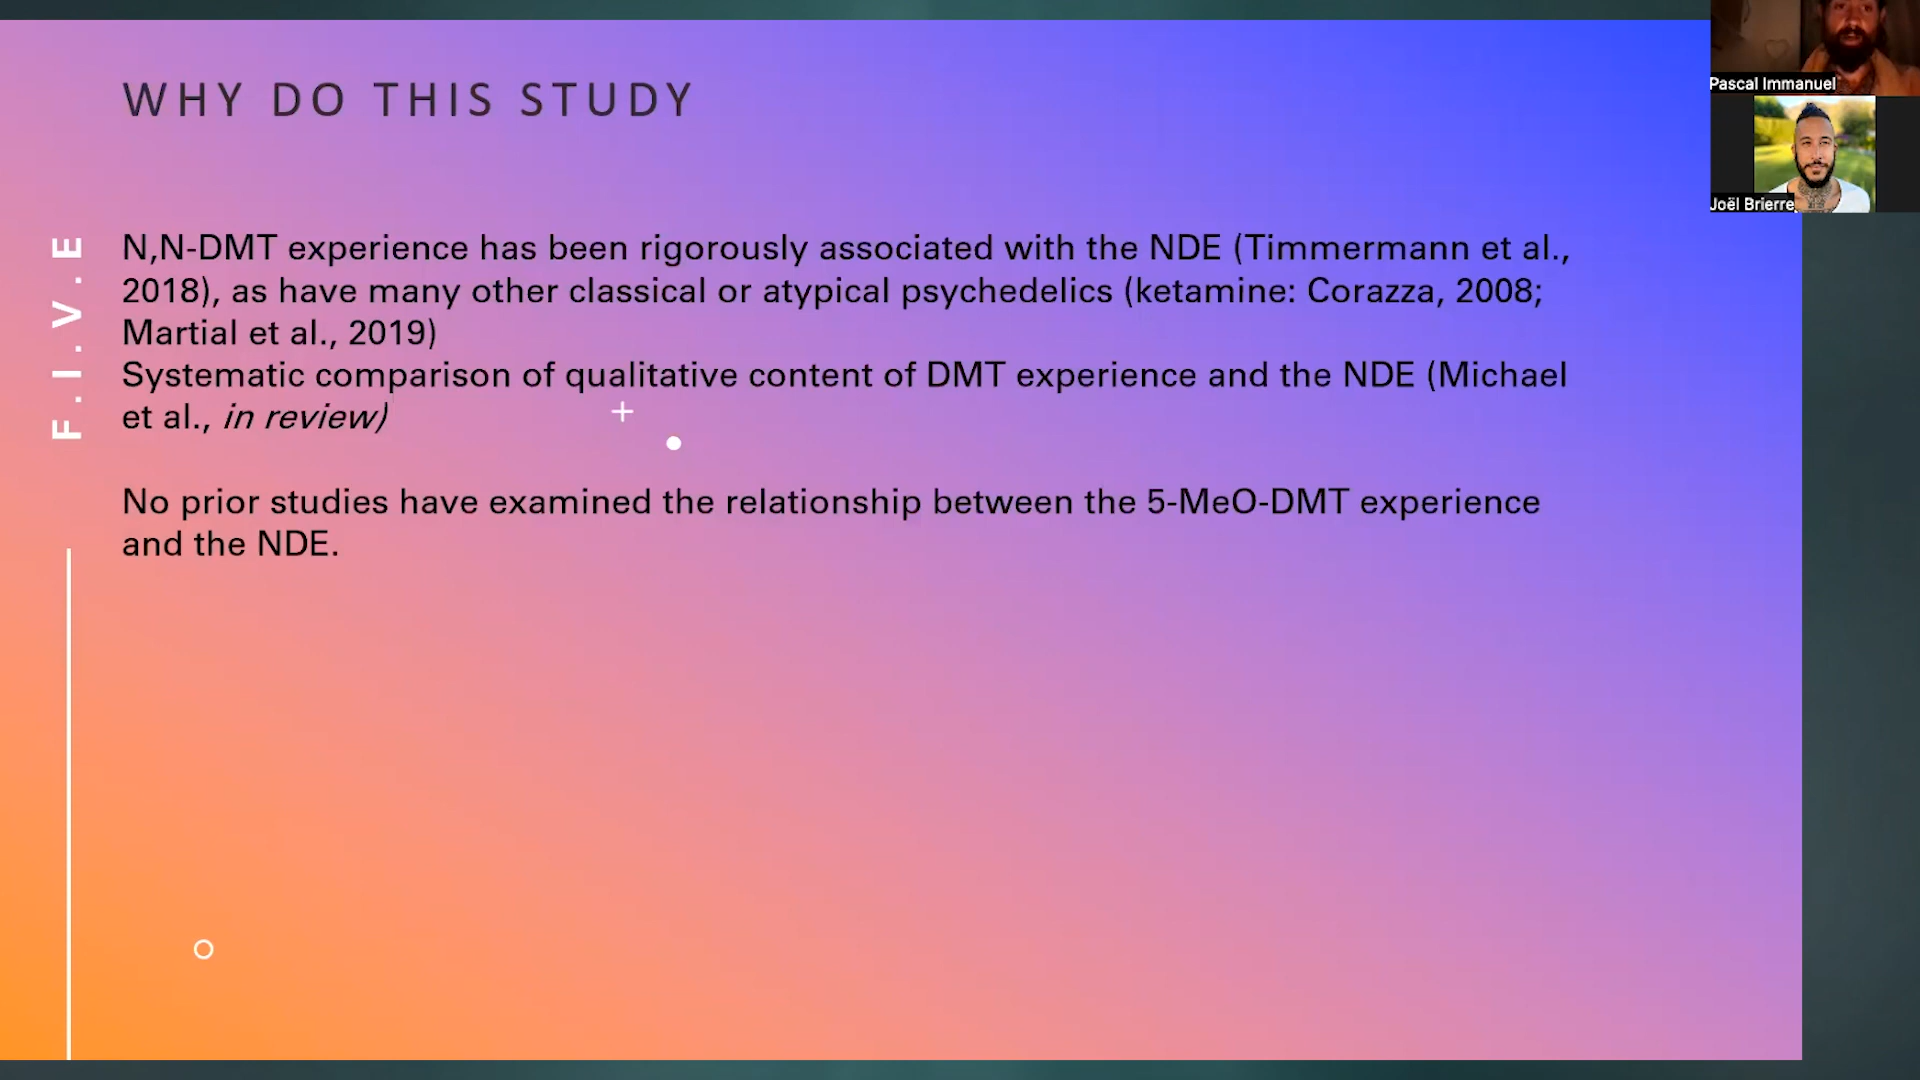 WHY DO THIS STUDY
F.I.V.E
N,N-DMT experience has been rigorously associated with the NDE (Timmermann et al.,
2018), as have many other classical or atypical psychedelics (ketamine: Corazza, 2008;
Martial et al., 2019)
Systematic comparison of qualitative content of DMT experience and the NDE (Michael
et al., in review)
No prior studies have examined the relationship between the 5-MeO-DMT experience
and the NDE.
Pascal Immanuel
Joël Brierre